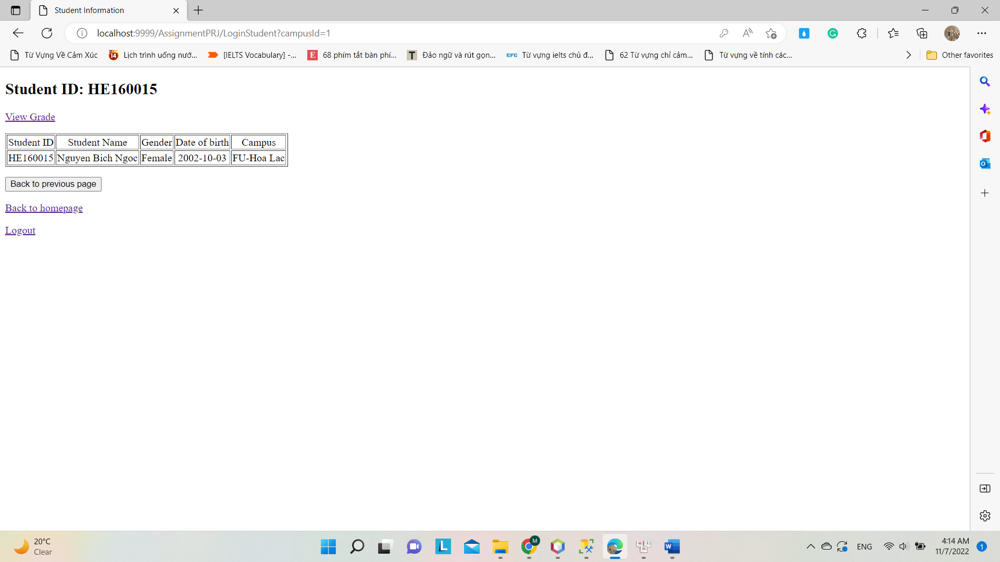 Student Information
localhost:9999/AssignmentPRJ/LoginStudent?campusId=1
Từ Vựng Về Cảm Xúc
14
Lịch trình uống nướ...
[IELTS Vocabulary] -...
E
68 phím tắt bàn phí...
T
Đảo ngữ và rút gọn...
EFC
Từ vựng ielts chủ đ...
62 Từ vựng chỉ cảm...
Từ vựng về tính các...
Other favorites
Student ID: HE160015
View Grade
Student ID Student Name Gender Date of birth Campus
HE160015 Nguyen Bich Ngoc Female 2002-10-03 FU-Hoa Lac
Back to previous page
Back to homepage
Logout
20°C
Clear
L
M
W
ENG
4:14 AM
11/7/2022
1